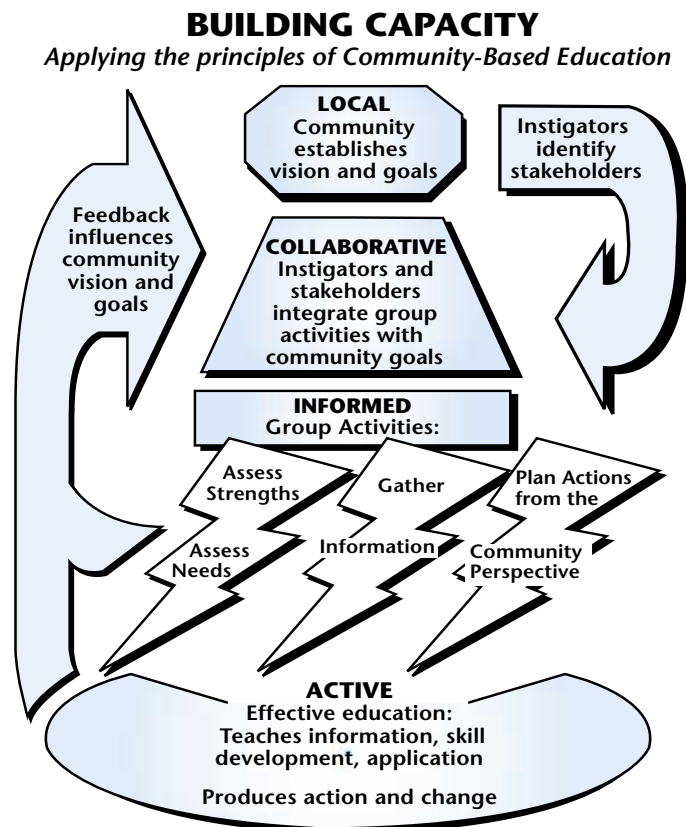 BUILDING CAPACITY
Applying the principles of Community-Based Education
LOCAL
Community
establishes
vision and goals
Instigators
identify
stakeholders
Feedback
influences
community
vision and
goals
COLLABORATIVE
Instigators and
stakeholders
integrate group
activities with
community goals
INFORMED
Group Activities:
Assess
Strengths
Assess
Needs
Gather
Information
Plan Actions
from the
Community
Perspective
ACTIVE
Effective education:
Teaches information, skill
development, application
Produces action and change